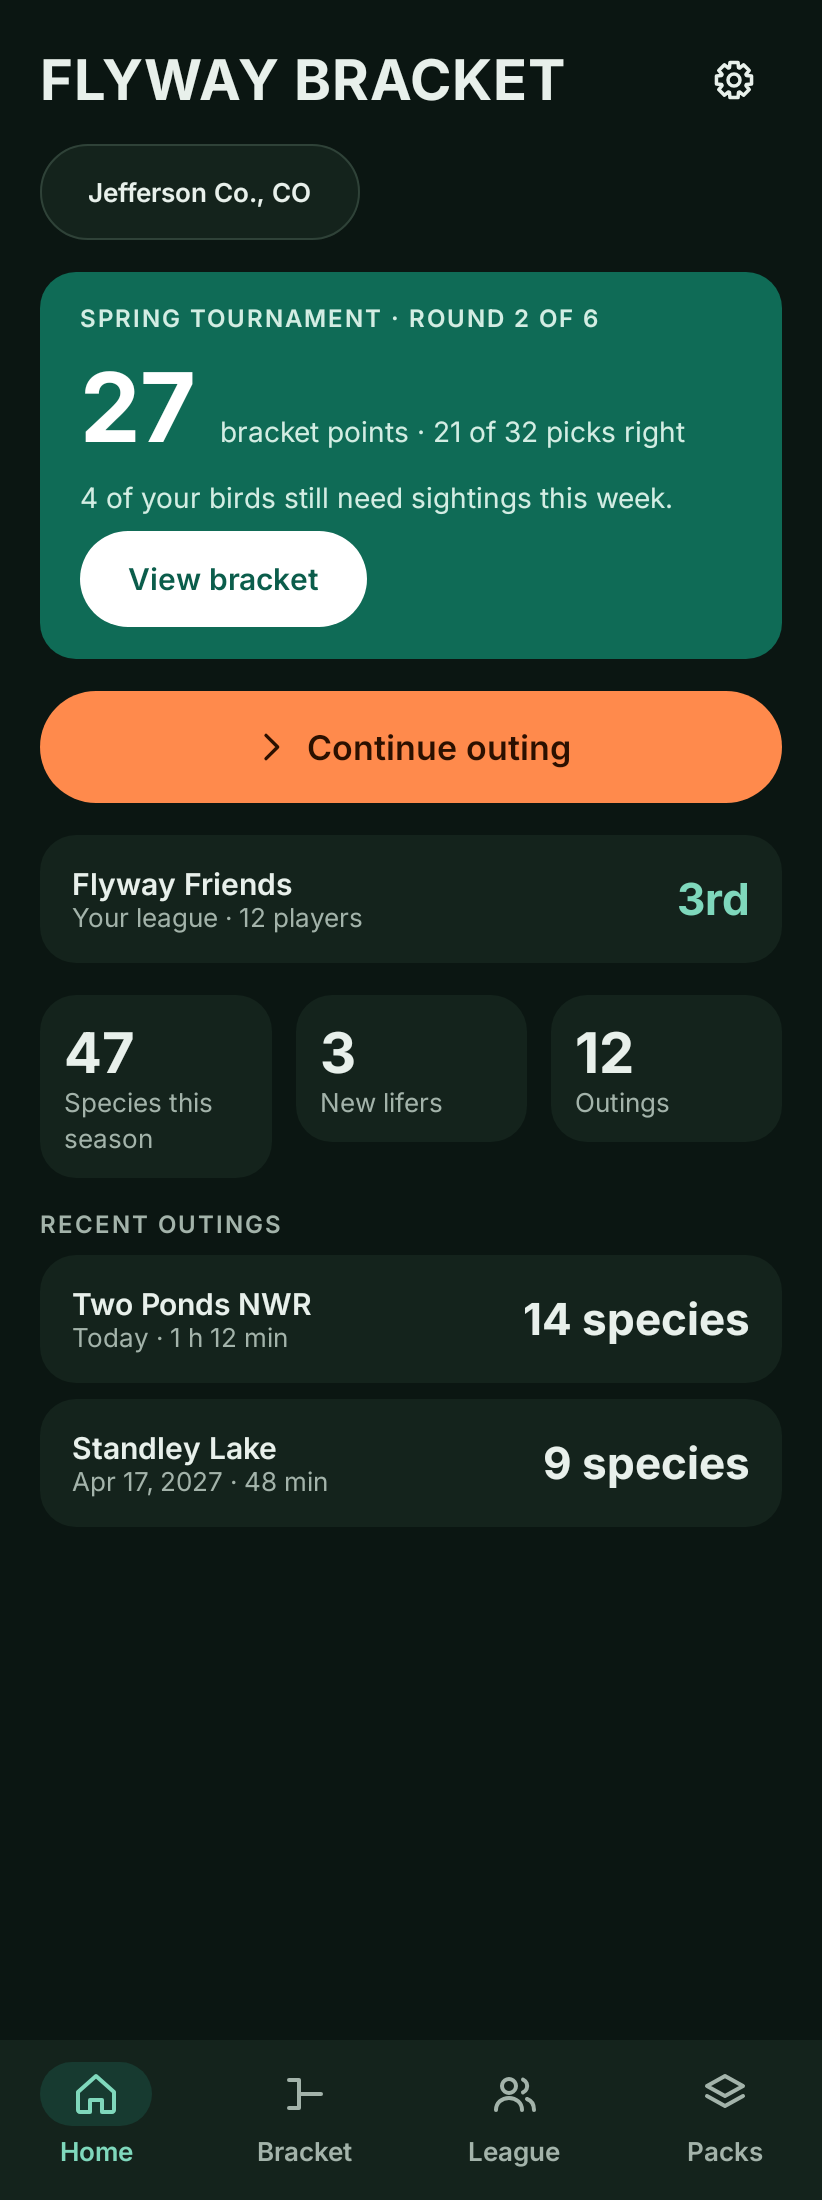 FLYWAY BRACKET
Jefferson Co., CO
SPRING TOURNAMENT · ROUND 2 OF 6
27 bracket points · 21 of 32 picks right
4 of your birds still need sightings this week.
View bracket
Continue outing
Flyway Friends
Your league · 12 players
3rd
47
Species this
season
3
New lifers
12
Outings
RECENT OUTINGS
Two Ponds NWR
Today · 1 h 12 min
14 species
Standley Lake
Apr 17, 2027 · 48 min
9 species
Home
Bracket
League
Packs